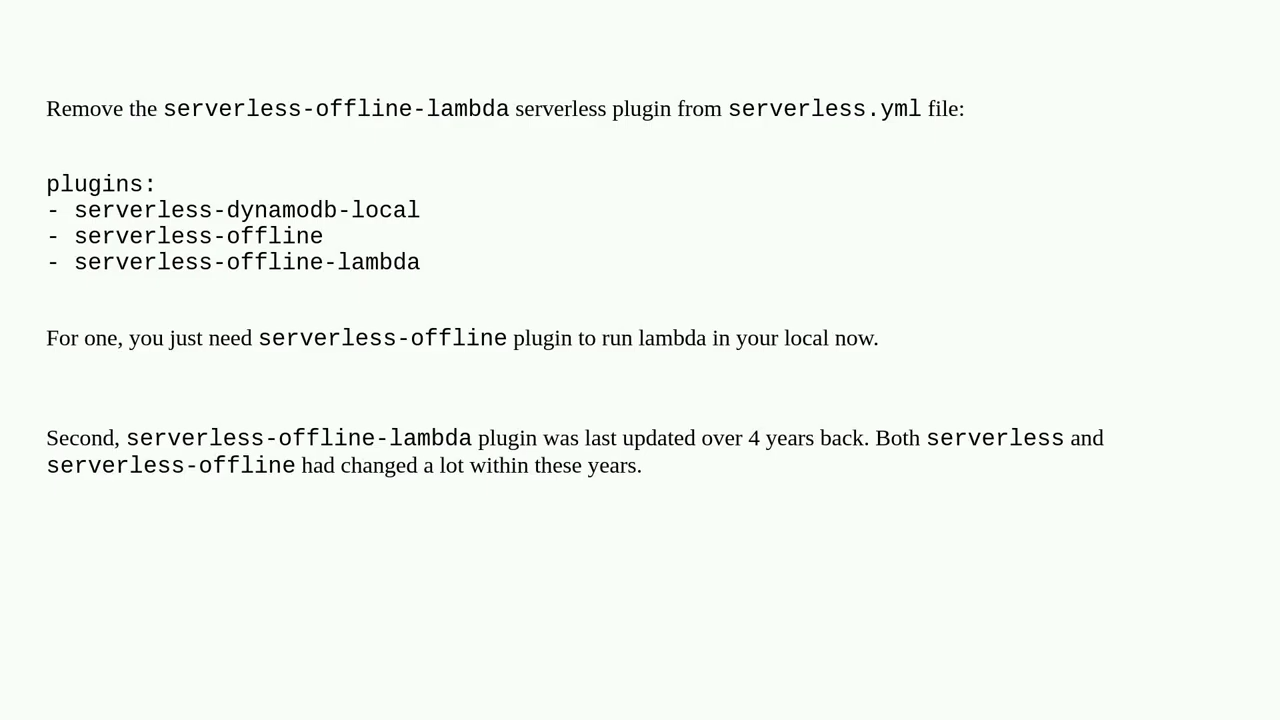 Remove the serverless-offline-lambda serverless plugin from serverless.yml file:
plugins:
- serverless-dynamodb-local
- serverless-offline
- serverless-offline-lambda
For one, you just need serverless-offline plugin to run lambda in your local now.
Second, serverless-offline-lambda plugin was last updated over 4 years back. Both serverless and
serverless-offline had changed a lot within these years.